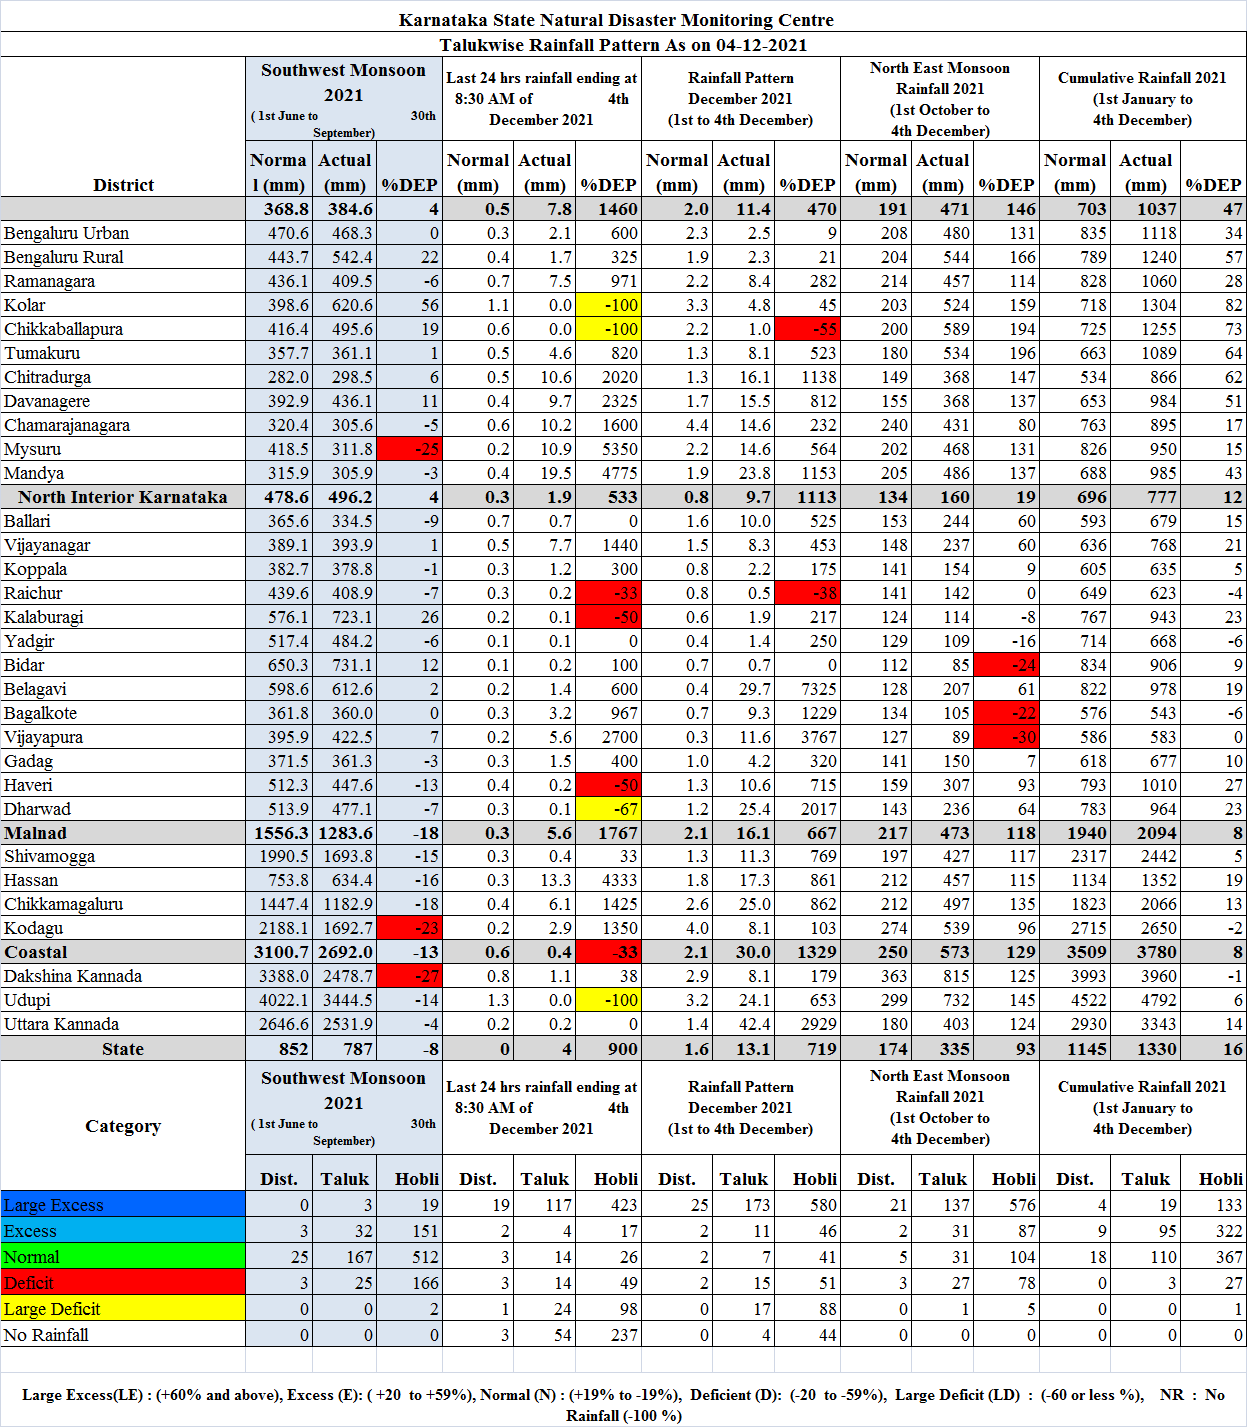 Karnataka State Natural Disaster Monitoring Centre
Talukwise Rainfall Pattern As on 04-12-2021
District
Southwest Monsoon
2021
( 1st June to 30th
September)
Last 24 hrs rainfall ending at
8:30 AM of 4th
December 2021
Rainfall Pattern
December 2021
(1st to 4th December)
North East Monsoon
Rainfall 2021
(1st October to
4th December)
Cumulative Rainfall 2021
(1st January to
4th December)
Norma Actual Normal Actual Normal Actual Normal Actual Normal Actual
l (mm) (mm) %DEP (mm) (mm) %DEP (mm) (mm) %DEP (mm) (mm) %DEP (mm) (mm) %DEP
368.8 384.6 4 0.5 7.8 1460 2.0 11.4 470 191 471 146 703 1037 47
Bengaluru Urban 470.6 468.3 0 0.3 2.1 600 2.3 2.5 9 208 480 131 835 1118 34
Bengaluru Rural 443.7 542.4 22 0.4 1.7 325 1.9 2.3 21 204 544 166 789 1240 57
Ramanagara 436.1 409.5 -6 0.7 7.5 971 2.2 8.4 282 214 457 114 828 1060 28
Kolar 398.6 620.6 56 1.1 0.0 -100 3.3 4.8 45 203 524 159 718 1304 82
Chikkaballapura 416.4 495.6 19 0.6 0.0 -100 2.2 1.0 -55 200 589 194 725 1255 73
Tumakuru 357.7 361.1 1 0.5 4.6 820 1.3 8.1 523 180 534 196 663 1089 64
Chitradurga 282.0 298.5 6 0.5 10.6 2020 1.3 16.1 1138 149 368 147 534 866 62
Davanagere 392.9 436.1 11 0.4 9.7 2325 1.7 15.5 812 155 368 137 653 984 51
Chamarajanagara 320.4 305.6 -5 0.6 10.2 1600 4.4 14.6 232 240 431 80 763 895 17
Mysuru 418.5 311.8 -25 0.2 10.9 5350 2.2 14.6 564 202 468 131 826 950 15
Mandya 315.9 305.9 -3 0.4 19.5 4775 1.9 23.8 1153 205 486 137 688 985 43
North Interior Karnataka 478.6 496.2 4 0.3 1.9 533 0.8 9.7 1113 134 160 19 696 777 12
Ballari 365.6 334.5 -9 0.7 0.7 0 1.6 10.0 525 153 244 60 593 679 15
Vijayanagar 389.1 393.9 1 0.5 7.7 1440 1.5 8.3 453 148 237 60 636 768 21
Koppala 382.7 378.8 -1 0.3 1.2 300 0.8 2.2 175 141 154 9 605 635 5
Raichur 439.6 408.9 -7 0.3 0.2 -33 0.8 0.5 -38 141 142 0 649 623 -4
Kalaburagi 576.1 723.1 26 0.2 0.1 -50 0.6 1.9 217 124 114 -8 767 943 23
Yadgir 517.4 484.2 -6 0.1 0.1 0 0.4 1.4 250 129 109 -16 714 668 -6
Bidar 650.3 731.1 12 0.1 0.2 100 0.7 0.7 0 112 85 -24 834 906 9
Belagavi 598.6 612.6 2 0.2 1.4 600 0.4 29.7 7325 128 207 61 822 978 19
Bagalkote 361.8 360.0 0 0.3 3.2 967 0.7 9.3 1229 134 105 -22 576 543 -6
Vijayapura 395.9 422.5 7 0.2 5.6 2700 0.3 11.6 3767 127 89 -30 586 583 0
Gadag 371.5 361.3 -3 0.3 1.5 400 1.0 4.2 320 141 150 7 618 677 10
Haveri 512.3 447.6 -13 0.4 0.2 -50 1.3 10.6 715 159 307 93 793 1010 27
Dharwad 513.9 477.1 -7 0.3 0.1 -67 1.2 25.4 2017 143 236 64 783 964 23
Malnad 1556.3 1283.6 -18 0.3 5.6 1767 2.1 16.1 667 217 473 118 1940 2094 8
Shivamogga 1990.5 1693.8 -15 0.3 0.4 33 1.3 11.3 769 197 427 117 2317 2442 5
Hassan 753.8 634.4 -16 0.3 13.3 4333 1.8 17.3 861 212 457 115 1134 1352 19
Chikkamagaluru 1447.4 1182.9 -18 0.4 6.1 1425 2.6 25.0 862 212 497 135 1823 2066 13
Kodagu 2188.1 1692.7 -23 0.2 2.9 1350 4.0 8.1 103 274 539 96 2715 2650 -2
Coastal 3100.7 2692.0 -13 0.6 0.4 -33 2.1 30.0 1329 250 573 129 3509 3780 8
Dakshina Kannada 3388.0 2478.7 -27 0.8 1.1 38 2.9 8.1 179 363 815 125 3993 3960 -1
Udupi 4022.1 3444.5 -14 1.3 0.0 -100 3.2 24.1 653 299 732 145 4522 4792 6
Uttara Kannada 2646.6 2531.9 -4 0.2 0.2 0 1.4 42.4 2929 180 403 124 2930 3343 14
State 852 787 -8 0 4 900 1.6 13.1 719 174 335 93 1145 1330 16
Category
Southwest Monsoon
2021
( 1st June to 30th
September)
Last 24 hrs rainfall ending at
8:30 AM of 4th
December 2021
Rainfall Pattern
December 2021
(1st to 4th December)
North East Monsoon
Rainfall 2021
(1st October to
4th December)
Cumulative Rainfall 2021
(1st January to
4th December)
Dist. Taluk Hobli Dist. Taluk Hobli Dist. Taluk Hobli Dist. Taluk Hobli Dist. Taluk Hobli
Large Excess 0 3 19 19 117 423 25 173 580 21 137 576 4 19 133
Excess 3 32 151 2 4 17 2 11 46 2 31 87 9 95 322
Normal 25 167 512 3 14 26 2 7 41 5 31 104 18 110 367
Deficit 3 25 166 3 14 49 2 15 51 3 27 78 0 3 27
Large Deficit 0 0 2 1 24 98 0 17 88 0 1 5 0 0 1
No Rainfall 0 0 0 3 54 237 0 4 44 0 0 0 0 0 0
Large Excess(LE) : (+60% and above), Excess (E): ( +20 to +59%), Normal (N) : (+19% to -19%), Deficient (D): (-20 to -59%), Large Deficit (LD) : (-60 or less %), NR : No
Rainfall (-100 %)